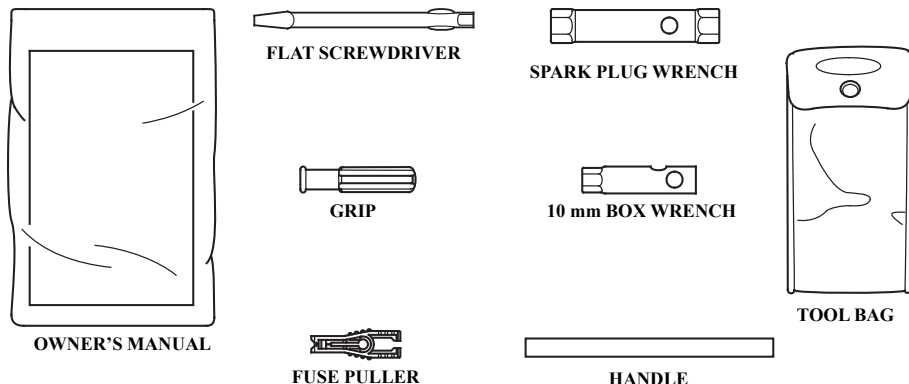 FLAT SCREWDRIVER
SPARK PLUG WRENCH
GRIP
10 mm BOX WRENCH
TOOL BAG
OWNER’S MANUAL
FUSE PULLER
HANDLE